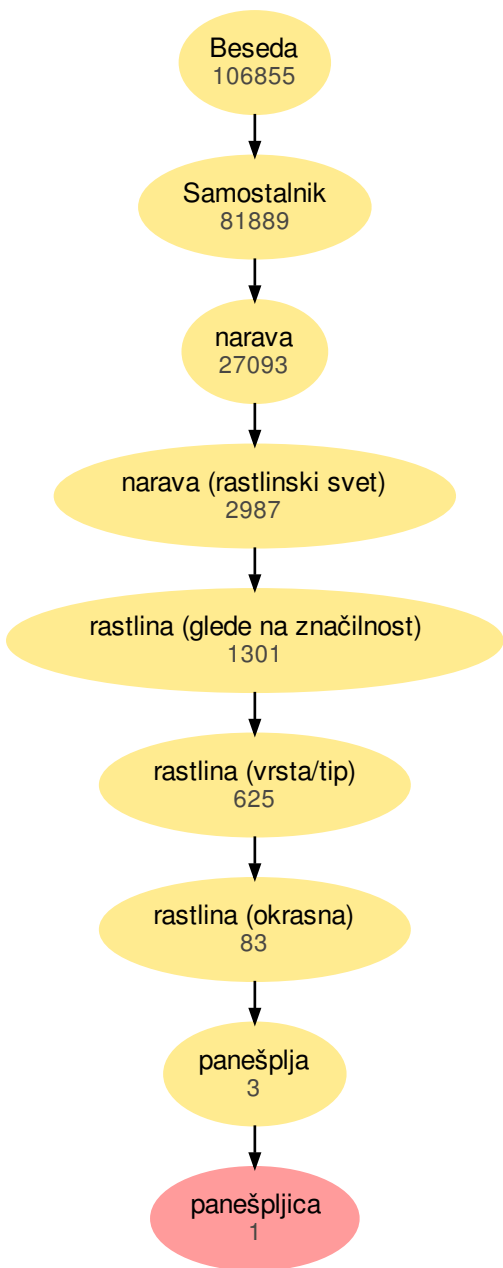 Beseda
106855
Samostalnik
81889
narava
27093
narava (rastlinski svet)
2987
rastlina (glede na značilnost)
1301
rastlina (vrsta/tip)
625
rastlina (okrasna)
83
panešplja
3
panešpljica
1